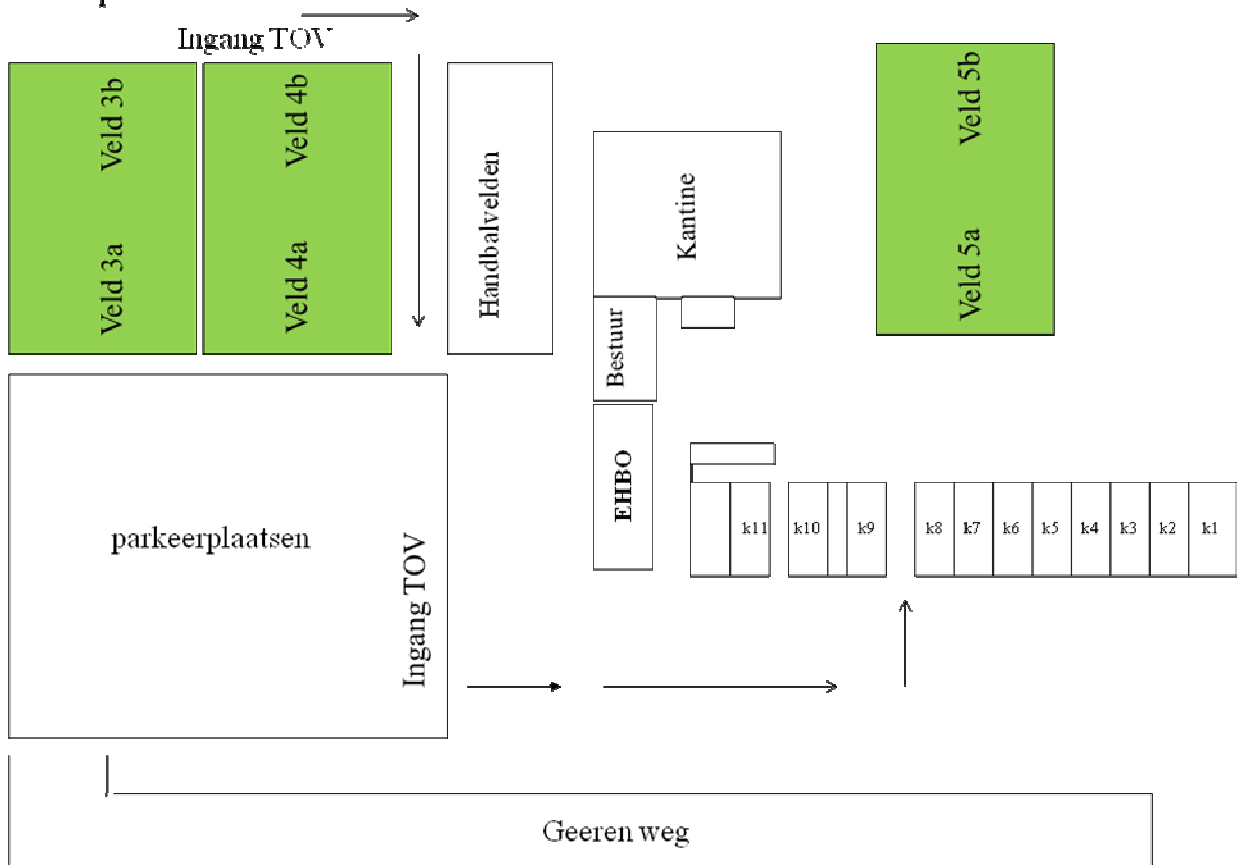 Ingang TOV
Veld 3b
Veld 4b
Veld 5b
Veld 3a
Veld 4a
Handbalvelden
Kantine
Veld 5a
Bestuur
EHBO
k11
k10
k9
k8
k7
k6
k5
k4
k3
k2
k1
parkeerplaatsen
Ingang TOV
Geeren weg